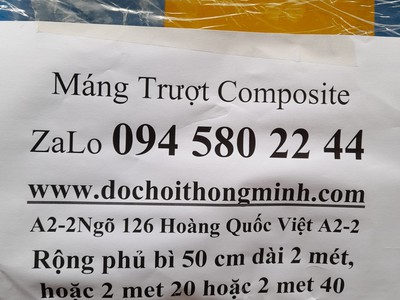 Máng Trượt Composite
ZaLo 094 580 22 44
www.dochoithongminh.com
A2-2Ngõ 126 Hoàng Quốc Việt A2-2
Rộng phủ bì 50 cm dài 2 mét,
hoặc 2 met 20 hoặc 2 met 40